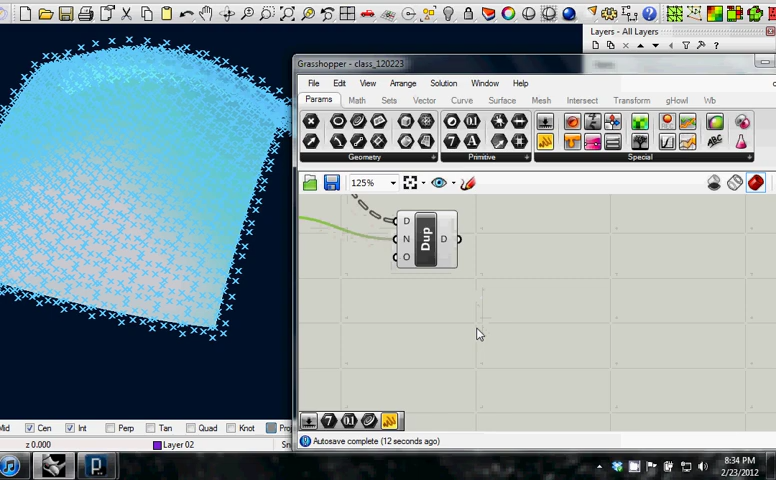 Layers - All Layers
Grasshopper - class_120223
File Edit View Arrange Solution Window Help
Params Math Sets Vector Curve Surface Mesh Intersect Transform gHowl Wb
Geometry Primitive Special
125%
D
N
O
Dup
D
Mid Cen Int Perp Tan Quad Knot Proj
z 0.000 Layer 02
Autosave complete (12 seconds ago)
8:34 PM
2/23/2012